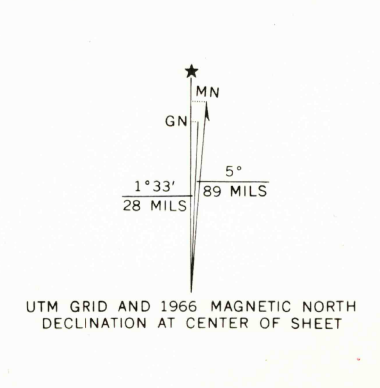 ★
MN
GN
5°
1°33′
89 MILS
28 MILS
UTM GRID AND 1966 MAGNETIC NORTH
DECLINATION AT CENTER OF SHEET